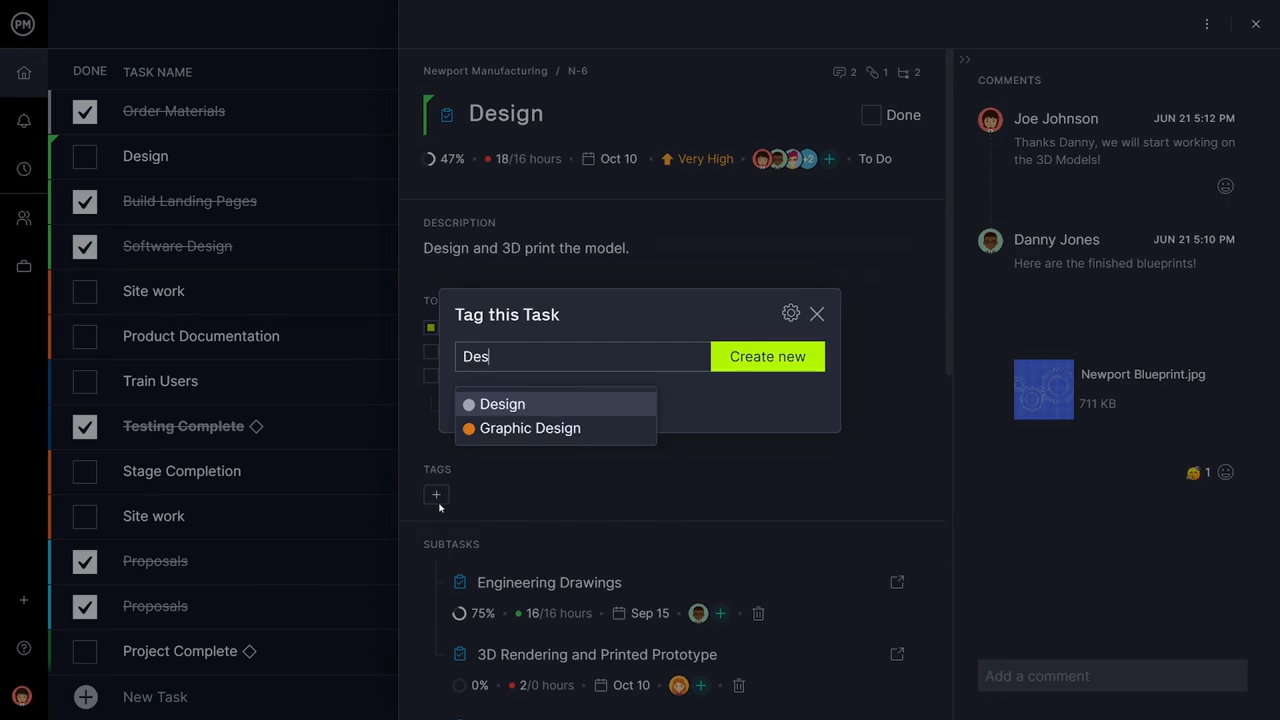 PM
DONE TASK NAME
Order Materials
Design
Build Landing Pages
Software Design
Site work
Product Documentation
Train Users
Testing Complete
Stage Completion
Site work
Proposals
Proposals
Project Complete
New Task
Newport Manufacturing / N-6
2 1 2
Design
Done
47% • 18/16 hours • Oct 10 • Very High +2 + • To Do
DESCRIPTION
Design and 3D print the model.
TO
Tag this Task
Des
Create new
Design
Graphic Design
TAGS
+
SUBTASKS
Engineering Drawings
75% • 16/16 hours • Sep 15 • +
3D Rendering and Printed Prototype
0% • 2/0 hours • Oct 10 • +
COMMENTS
Joe Johnson JUN 21 5:12 PM
Thanks Danny, we will start working on
the 3D Models!
Danny Jones JUN 21 5:10 PM
Here are the finished blueprints!
Newport Blueprint.jpg
711 KB
1
Add a comment